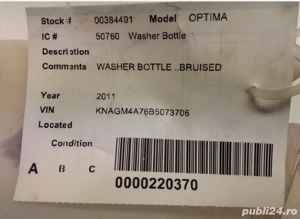 Stock # 00384491 Model OPTIMA
IC # 50760 Washer Bottle
Description
Comments WASHER BOTTLE ..BRUISED
Year 2011
VIN KNAGM4A76B5073706
Located
Condition
A B C
0000220370
publi24.ro